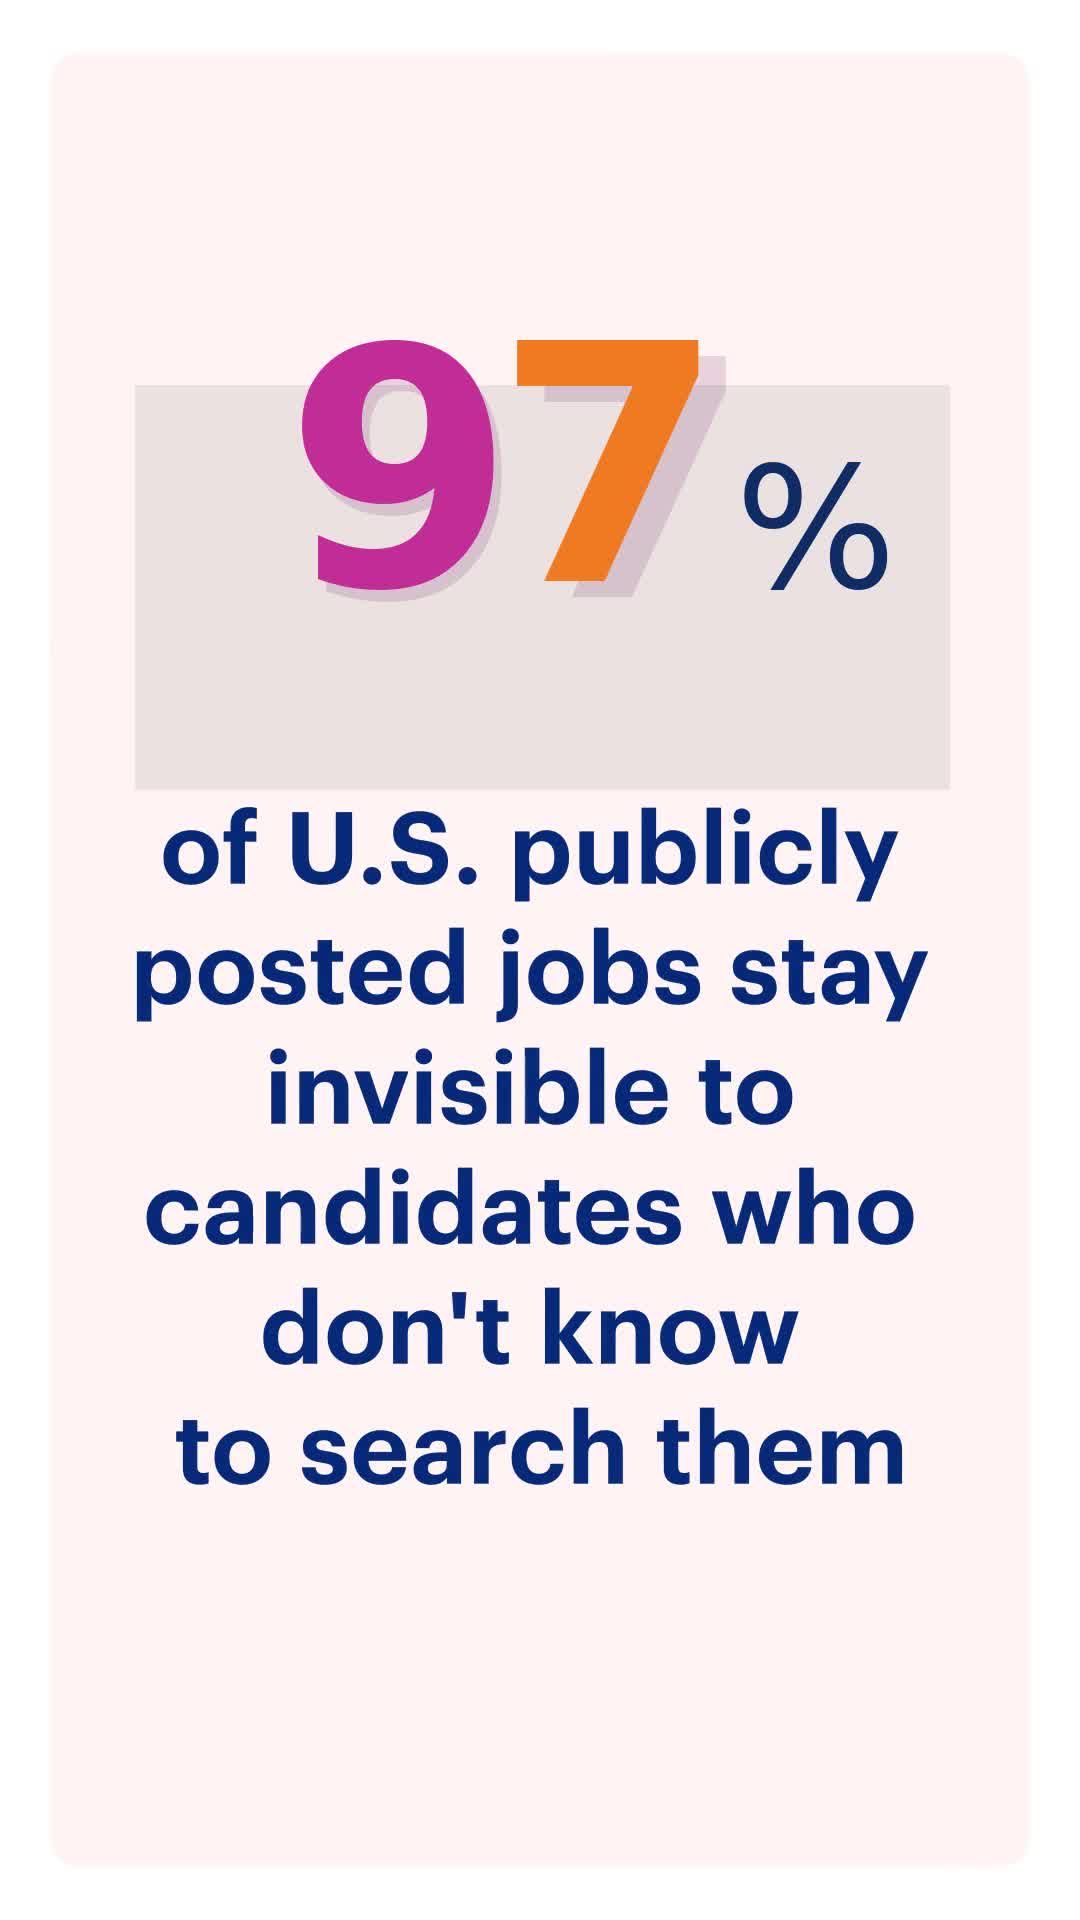 97%
of U.S. publicly
posted jobs stay
invisible to
candidates who
don't know
to search them